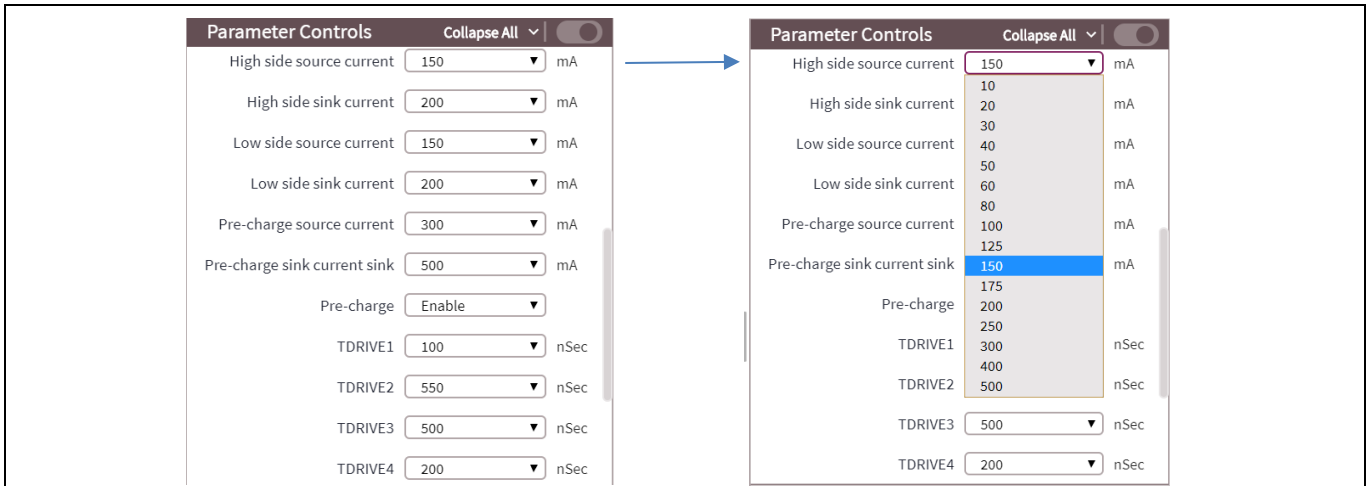 Parameter Controls Collapse All
High side source current 150 mA
High side sink current 200 mA
Low side source current 150 mA
Low side sink current 200 mA
Pre-charge source current 300 mA
Pre-charge sink current sink 500 mA
Pre-charge Enable
TDRIVE1 100 nSec
TDRIVE2 550 nSec
TDRIVE3 500 nSec
TDRIVE4 200 nSec
Parameter Controls Collapse All
High side source current 150 mA
10
High side sink current 20 mA
30
Low side source current 40 mA
50
Low side sink current 60 mA
80
Pre-charge source current 100 mA
125
Pre-charge sink current sink 150 mA
175
Pre-charge 200
250
TDRIVE1 300 nSec
400
TDRIVE2 500 nSec
TDRIVE3 500 nSec
TDRIVE4 200 nSec